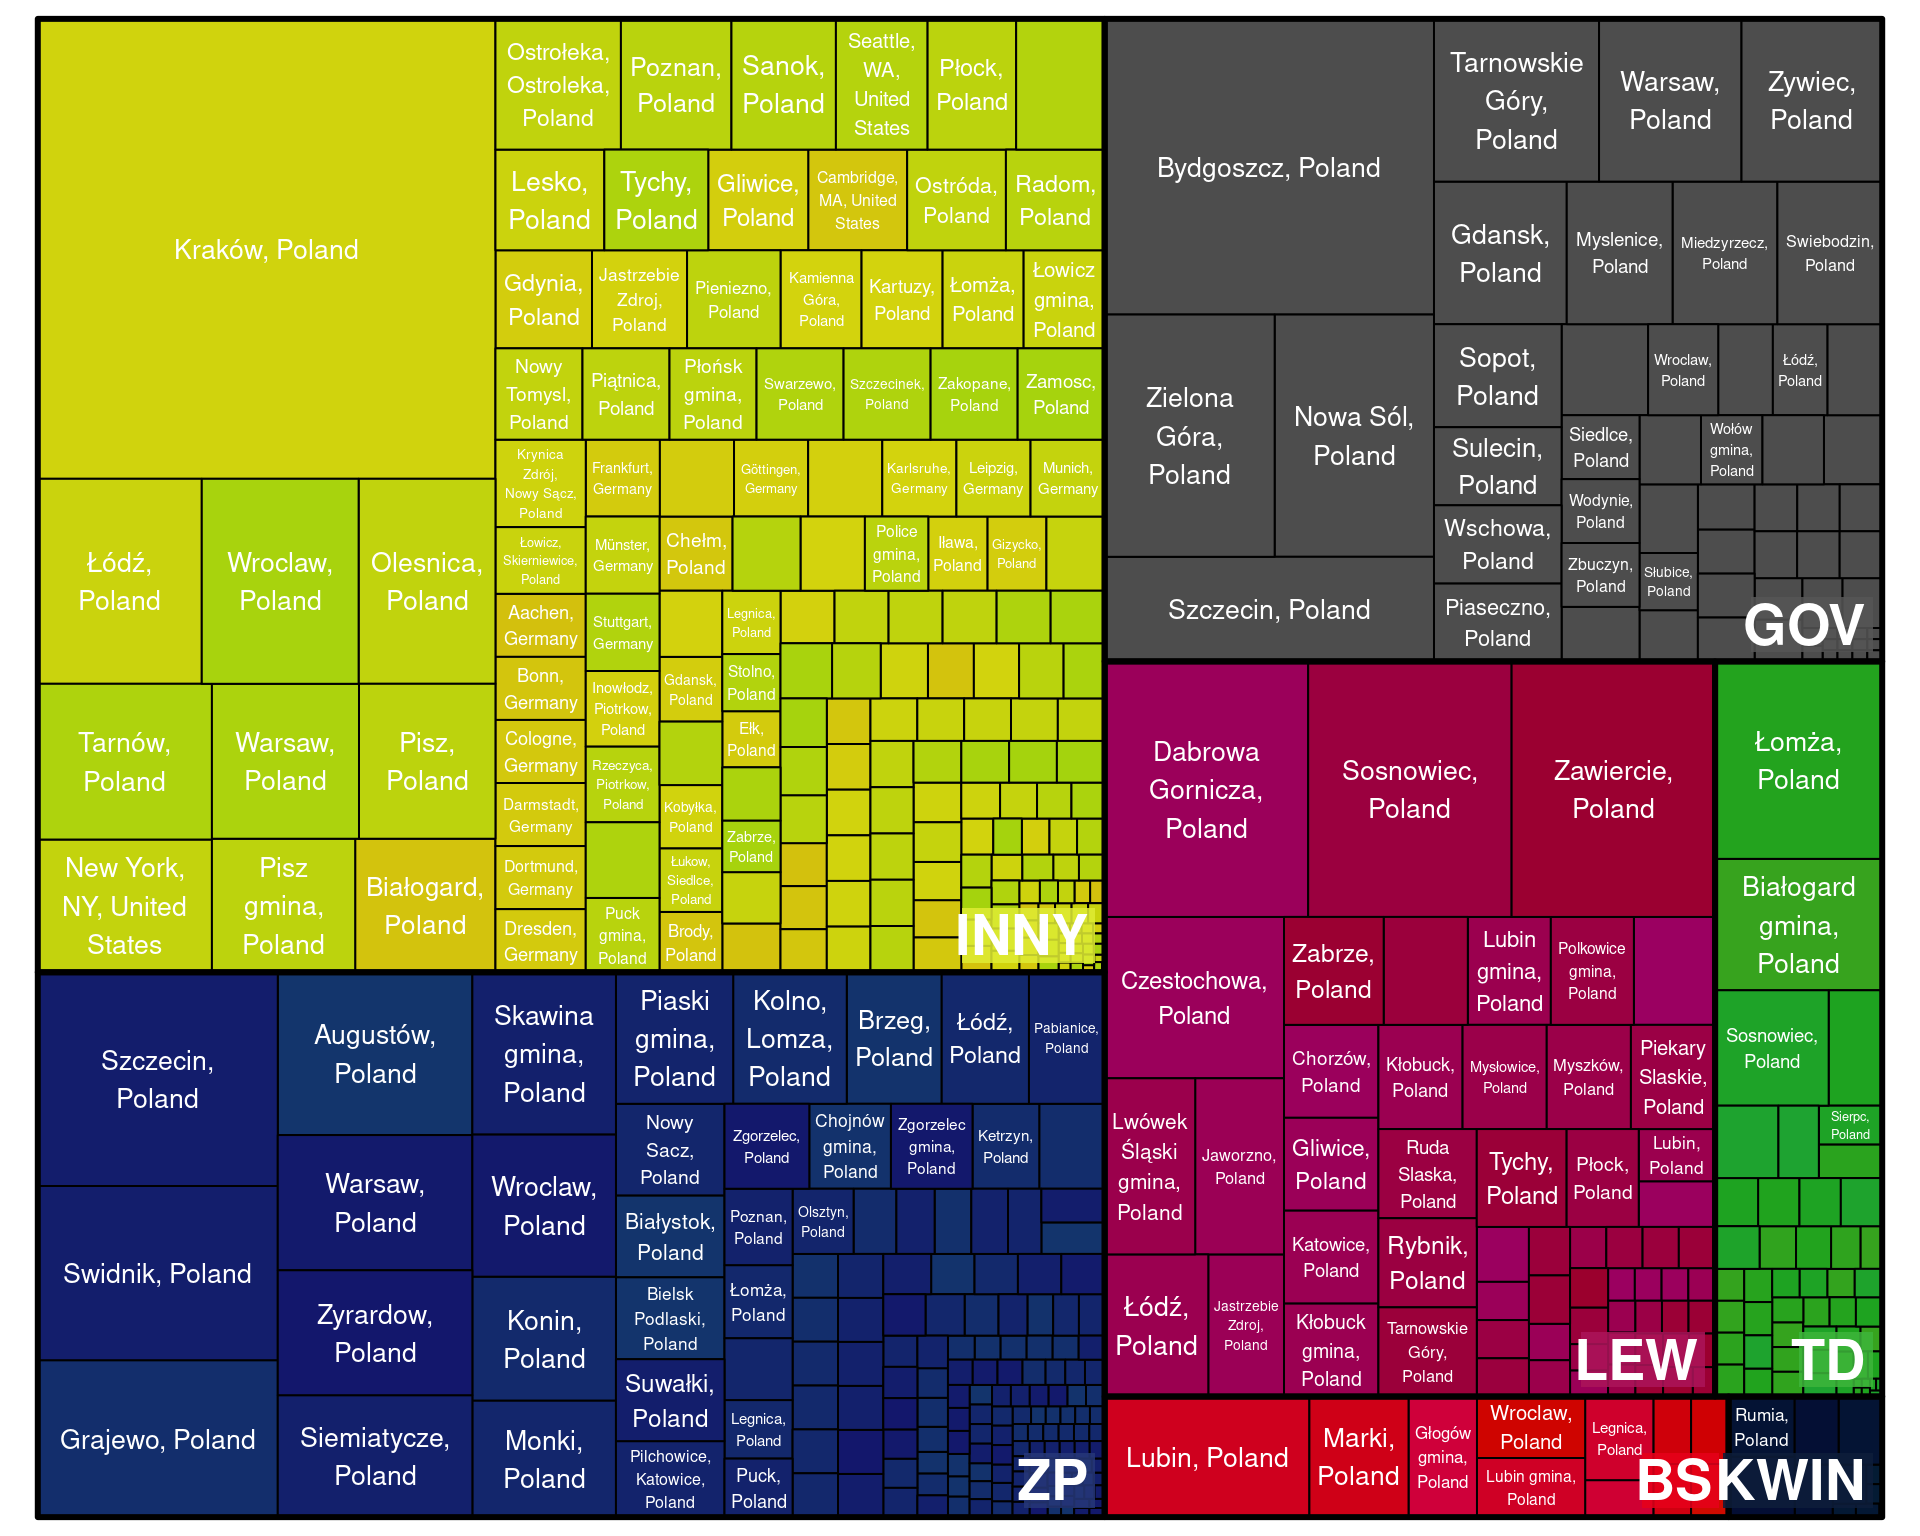 Kraków, Poland
Ostrołeka,
Ostroleka,
Poland
Poznan,
Poland
Sanok,
Poland
Seattle,
WA,
United
States
Płock,
Poland
Lesko,
Poland
Tychy,
Poland
Gliwice,
Poland
Cambridge,
MA, United
States
Ostróda,
Poland
Radom,
Poland
Gdynia,
Poland
Jastrzebie
Zdroj,
Poland
Pieniezno,
Poland
Kamienna
Góra,
Poland
Kartuzy,
Poland
Łomża,
Poland
Łowicz
gmina,
Poland
Nowy
Tomysl,
Poland
Piątnica,
Poland
Płońsk
gmina,
Poland
Swarzewo,
Poland
Szczecinek,
Poland
Zakopane,
Poland
Zamosc,
Poland
Łódź,
Poland
Wroclaw,
Poland
Olesnica,
Poland
Tarnów,
Poland
Warsaw,
Poland
Pisz,
Poland
New York,
NY, United
States
Pisz
gmina,
Poland
Białogard,
Poland
Krynica
Zdrój,
Nowy Sącz,
Poland
Łowicz,
Skierniewice,
Poland
Aachen,
Germany
Bonn,
Germany
Cologne,
Germany
Darmstadt,
Germany
Dortmund,
Germany
Dresden,
Germany
Frankfurt,
Germany
Münster,
Germany
Stuttgart,
Germany
Inowłodz,
Piotrkow,
Poland
Rzeczyca,
Piotrkow,
Poland
Puck
gmina,
Poland
Göttingen,
Germany
Karlsruhe,
Germany
Leipzig,
Germany
Munich,
Germany
Chełm,
Poland
Police
gmina,
Poland
Iława,
Poland
Gizycko,
Poland
Gdansk,
Poland
Kobyłka,
Poland
Łukow,
Siedlce,
Poland
Brody,
Poland
Legnica,
Poland
Stolno,
Poland
Ełk,
Poland
Zabrze,
Poland
INNY
Bydgoszcz, Poland
Zielona
Góra,
Poland
Nowa Sól,
Poland
Szczecin, Poland
Tarnowskie
Góry,
Poland
Warsaw,
Poland
Zywiec,
Poland
Gdansk,
Poland
Myslenice,
Poland
Miedzyrzecz,
Poland
Swiebodzin,
Poland
Sopot,
Poland
Sulecin,
Poland
Wschowa,
Poland
Piaseczno,
Poland
Wroclaw,
Poland
Łódź,
Poland
Siedlce,
Poland
Wodynie,
Poland
Zbuczyn,
Poland
Wołów
gmina,
Poland
Słubice,
Poland
GOV
Szczecin,
Poland
Swidnik, Poland
Grajewo, Poland
Augustów,
Poland
Warsaw,
Poland
Zyrardow,
Poland
Siemiatycze,
Poland
Skawina
gmina,
Poland
Wroclaw,
Poland
Konin,
Poland
Monki,
Poland
Piaski
gmina,
Poland
Kolno,
Lomza,
Poland
Brzeg,
Poland
Łódź,
Poland
Pabianice,
Poland
Nowy
Sacz,
Poland
Białystok,
Poland
Bielsk
Podlaski,
Poland
Suwałki,
Poland
Pilchowice,
Katowice,
Poland
Zgorzelec,
Poland
Chojnów
gmina,
Poland
Zgorzelec
gmina,
Poland
Ketrzyn,
Poland
Poznan,
Poland
Olsztyn,
Poland
Łomża,
Poland
Legnica,
Poland
Puck,
Poland
ZP
Dabrowa
Gornicza,
Poland
Sosnowiec,
Poland
Zawiercie,
Poland
Czestochowa,
Poland
Lwówek
Śląski
gmina,
Poland
Jaworzno,
Poland
Łódź,
Poland
Jastrzebie
Zdroj,
Poland
Zabrze,
Poland
Lubin
gmina,
Poland
Polkowice
gmina,
Poland
Chorzów,
Poland
Kłobuck,
Poland
Mysłowice,
Poland
Myszków,
Poland
Piekary
Slaskie,
Poland
Gliwice,
Poland
Ruda
Slaska,
Poland
Tychy,
Poland
Płock,
Poland
Lubin,
Poland
Katowice,
Poland
Rybnik,
Poland
Kłobuck
gmina,
Poland
Tarnowskie
Góry,
Poland
LEW
Łomża,
Poland
Białogard
gmina,
Poland
Sosnowiec,
Poland
Sierpc,
Poland
TD
Lubin, Poland
Marki,
Poland
Głogów
gmina,
Poland
Wroclaw,
Poland
Lubin gmina,
Poland
Legnica,
Poland
BS
Rumia,
Poland
KWIN